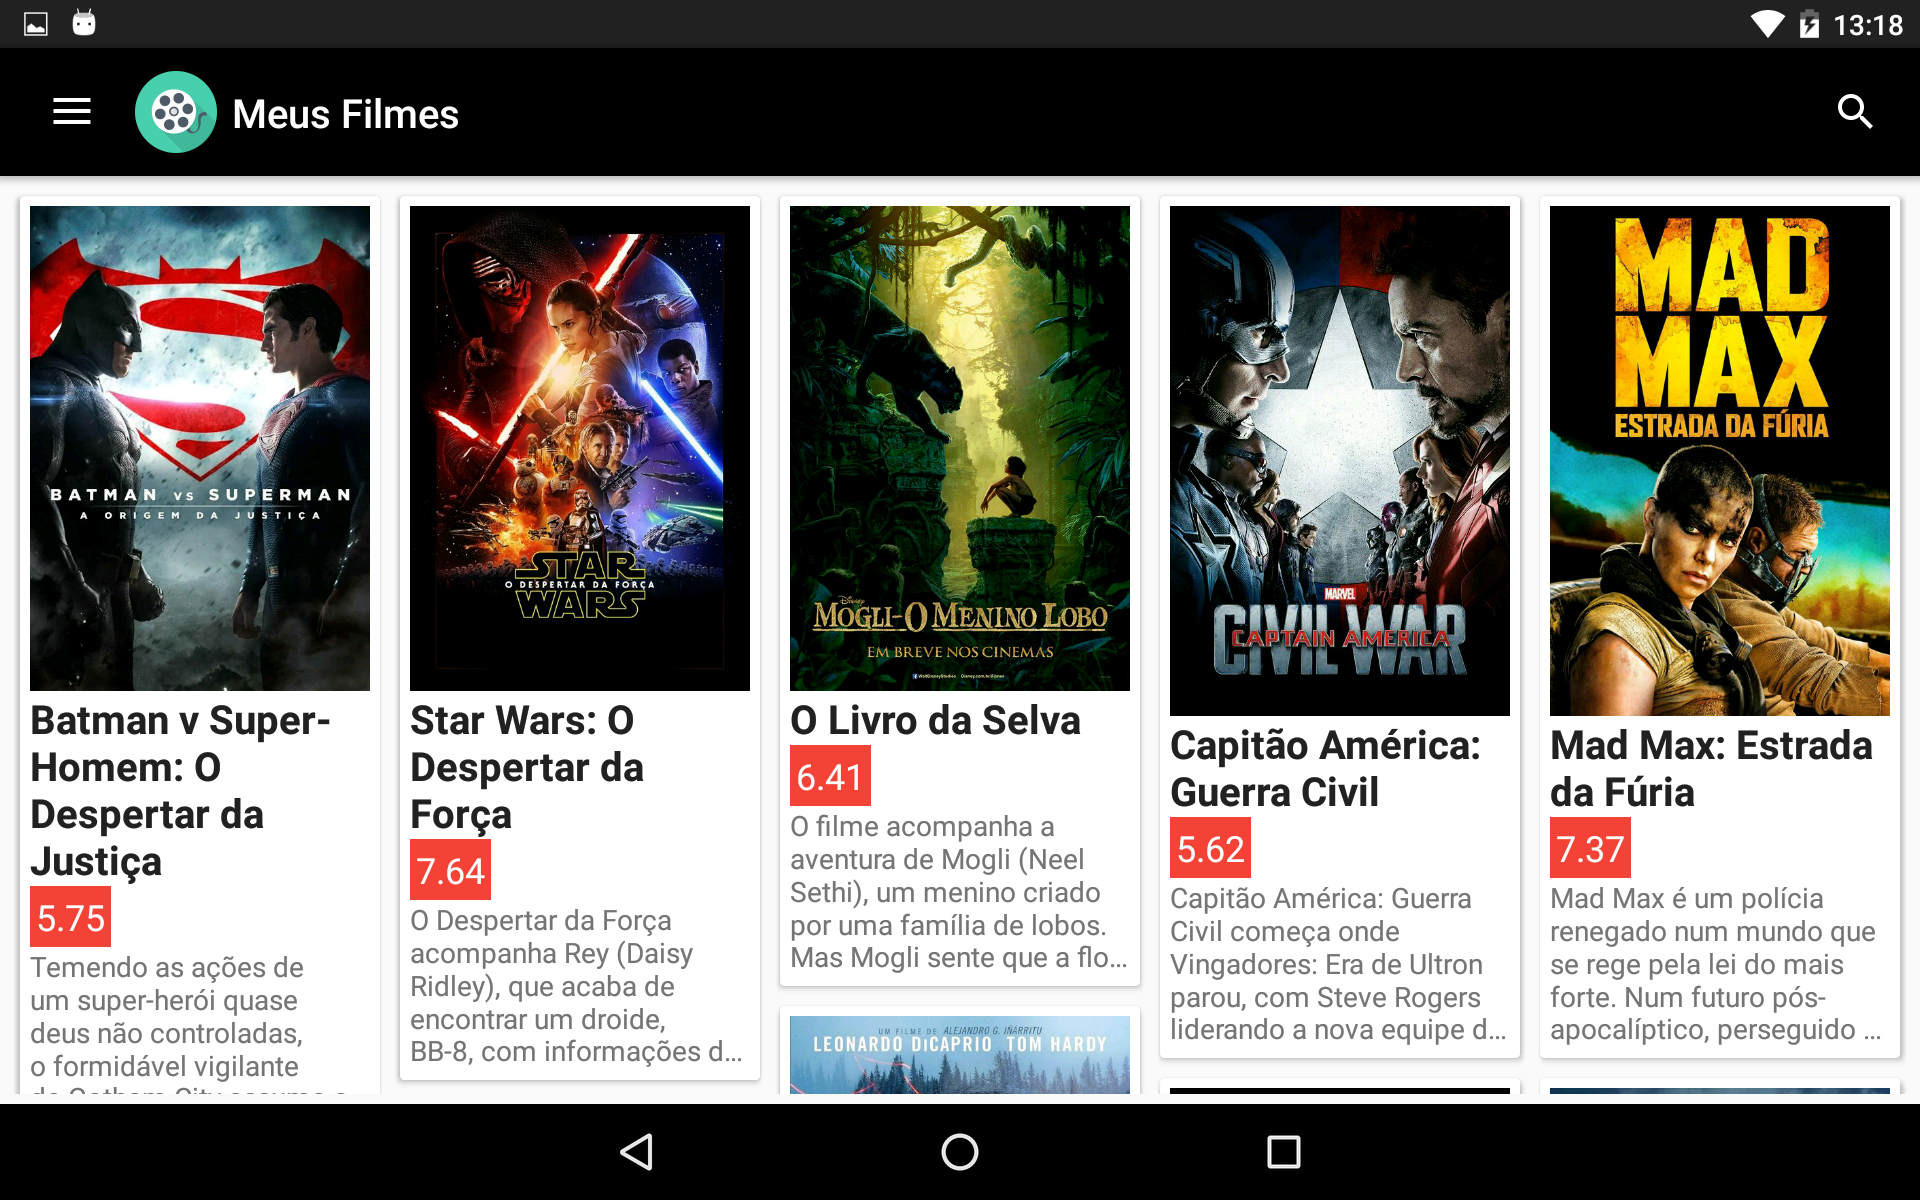 13:18
Meus Filmes
BATMAN VS SUPERMAN
A ORIGEM DA JUSTIÇA
Batman v Super-
Homem: O
Despertar da
Justiça
5.75
Temendo as ações de
um super-herói quase
deus não controladas,
o formidável vigilante
de Gotham City assume o
STAR
O DESPERTAR DA FORÇA
WARS
Star Wars: O
Despertar da
Força
7.64
O Despertar da Força
acompanha Rey (Daisy
Ridley), que acaba de
encontrar um droide,
BB-8, com informações d...
Disney
MOGLI-O MENINO LOBO
EM BREVE NOS CINEMAS
O Livro da Selva
6.41
O filme acompanha a
aventura de Mogli (Neel
Sethi), um menino criado
por uma família de lobos.
Mas Mogli sente que a flo...
UM FILME DE ALEJANDRO G. IÑÁRRITU
LEONARDO DiCAPRIO TOM HARDY
MARVEL
CIVIL WAR
CAPTAIN AMERICA
Capitão América:
Guerra Civil
5.62
Capitão América: Guerra
Civil começa onde
Vingadores: Era de Ultron
parou, com Steve Rogers
liderando a nova equipe d...
MAD
MAX
ESTRADA DA FÚRIA
Mad Max: Estrada
da Fúria
7.37
Mad Max é um polícia
renegado num mundo que
se rege pela lei do mais
forte. Num futuro pós-
apocalíptico, perseguido ...